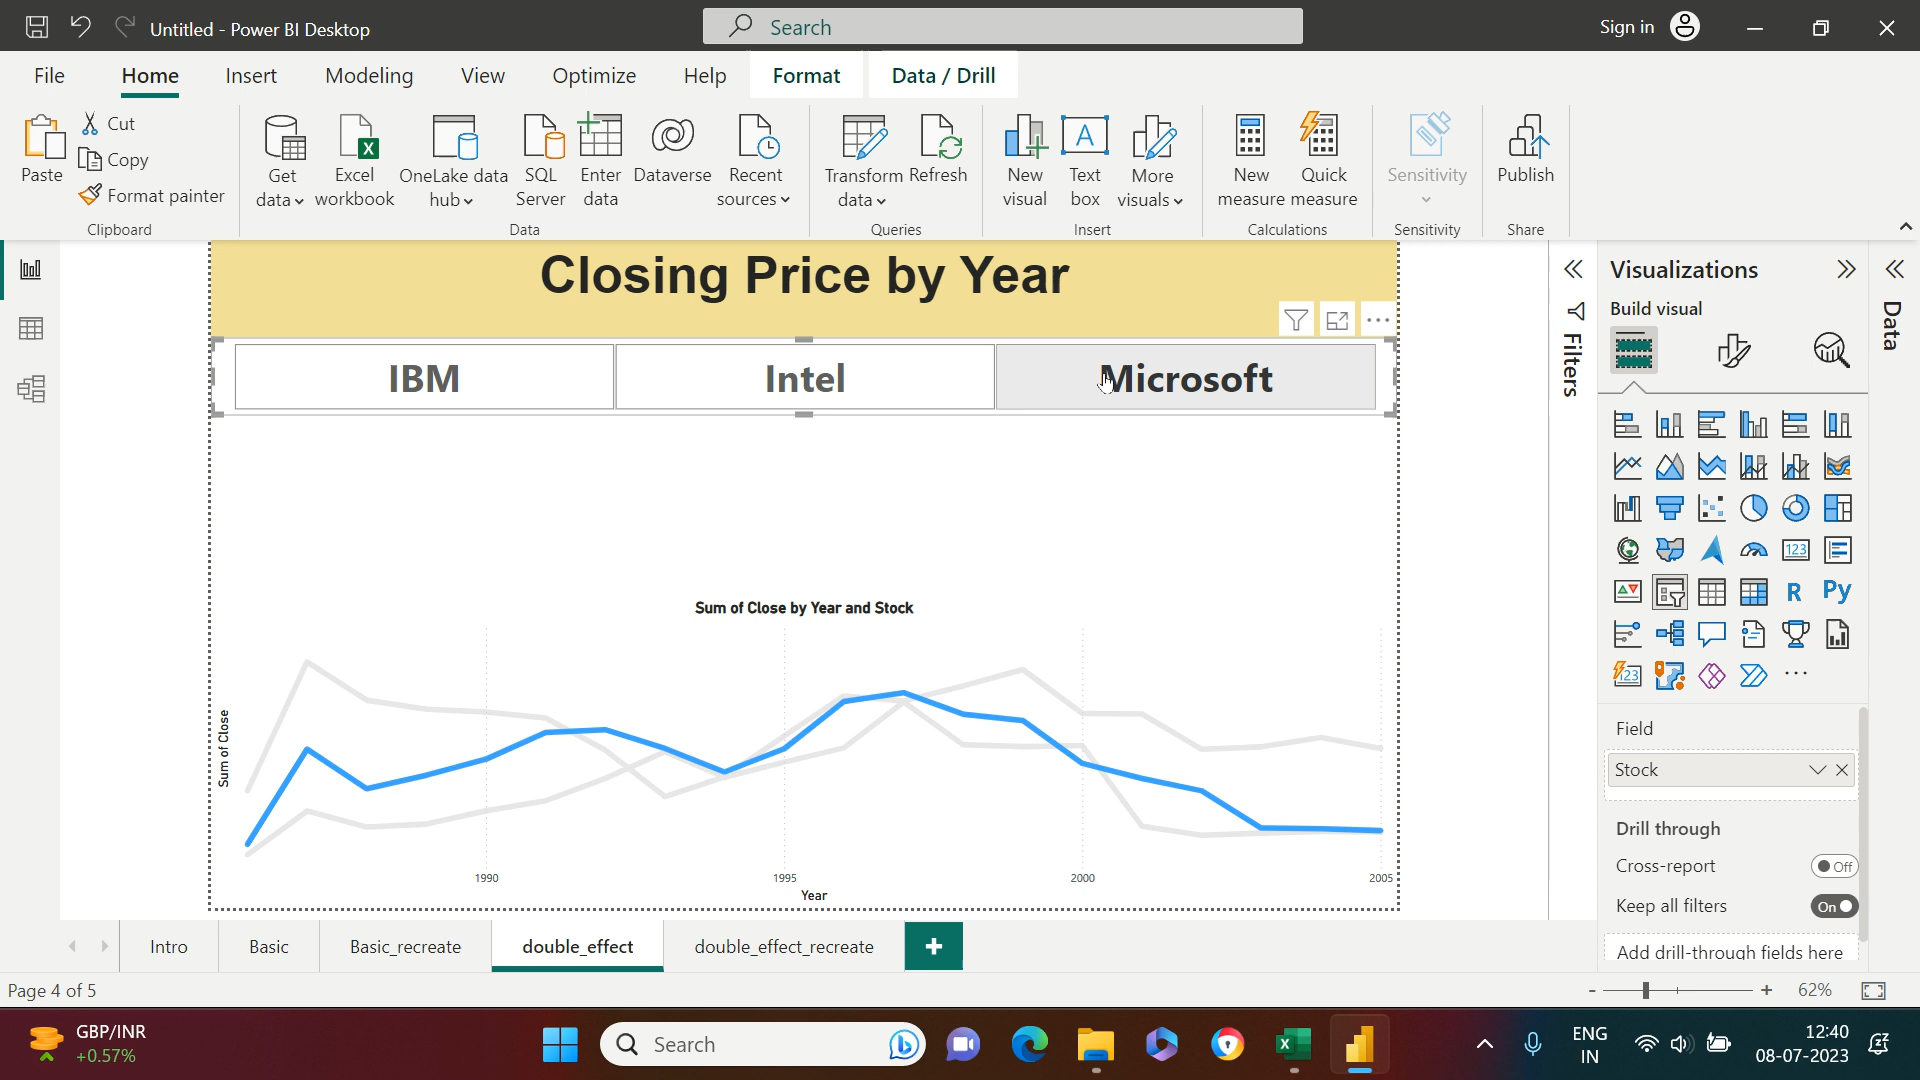 Untitled - Power BI Desktop
Search
Sign in
File
Home
Insert
Modeling
View
Optimize
Help
Format
Data / Drill
Paste
Cut
Copy
Format painter
Clipboard
Get data
Excel workbook
OneLake data hub
SQL Server
Enter data
Dataverse
Recent sources
Data
Transform data
Refresh
Queries
New visual
Text box
More visuals
Insert
New measure
Quick measure
Calculations
Sensitivity
Sensitivity
Publish
Share
Closing Price by Year
IBM
Intel
Microsoft
Sum of Close by Year and Stock
Sum of Close
1990
1995
2000
2005
Year
Filters
Visualizations
Build visual
Data
123
R
Py
123
Field
Stock
Drill through
Cross-report
Off
Keep all filters
On
Add drill-through fields here
Intro
Basic
Basic_recreate
double_effect
double_effect_recreate
Page 4 of 5
62%
GBP/INR
+0.57%
Search
ENG
IN
12:40
08-07-2023